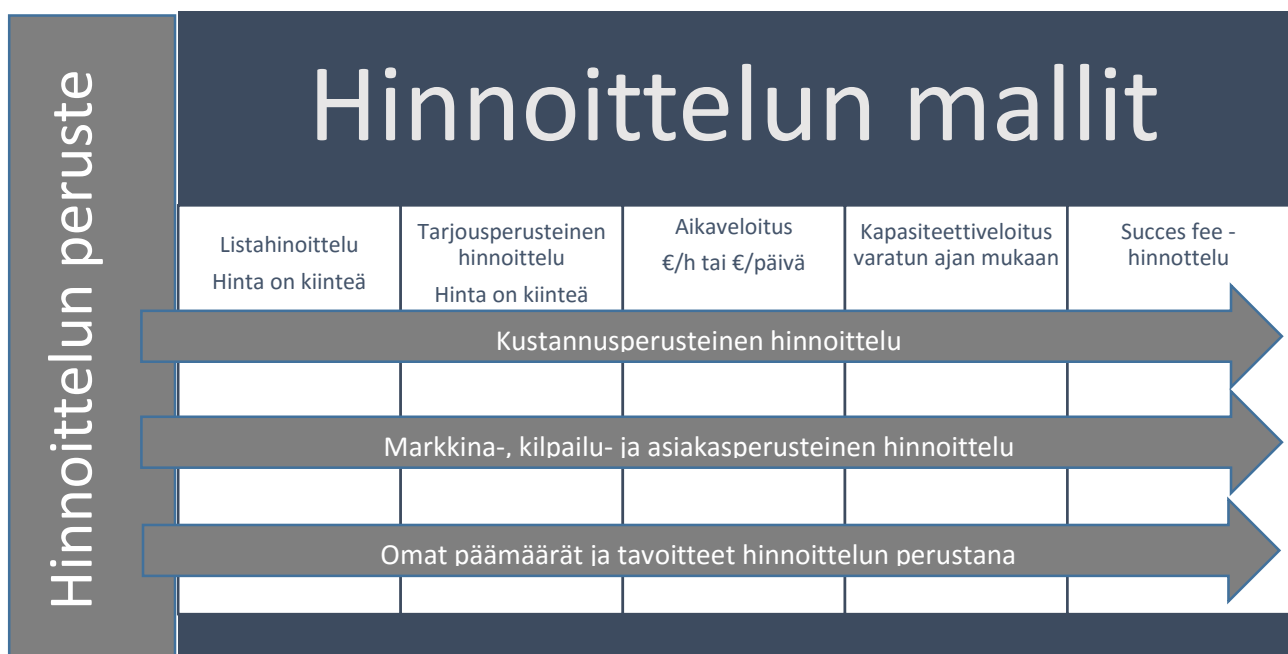 Hinnoittelun peruste
Hinnoittelun mallit
Listahinoittelu
Hinta on kiinteä
Tarjousperusteinen
hinnoittelu
Hinta on kiinteä
Aikaveloitus
€/h tai €/päivä
Kapasiteettiveloitus
varatun ajan mukaan
Succes fee -
hinnottelu
Kustannusperusteinen hinnoittelu
Markkina-, kilpailu- ja asiakasperusteinen hinnoittelu
Omat päämäärät ja tavoitteet hinnoittelun perustana